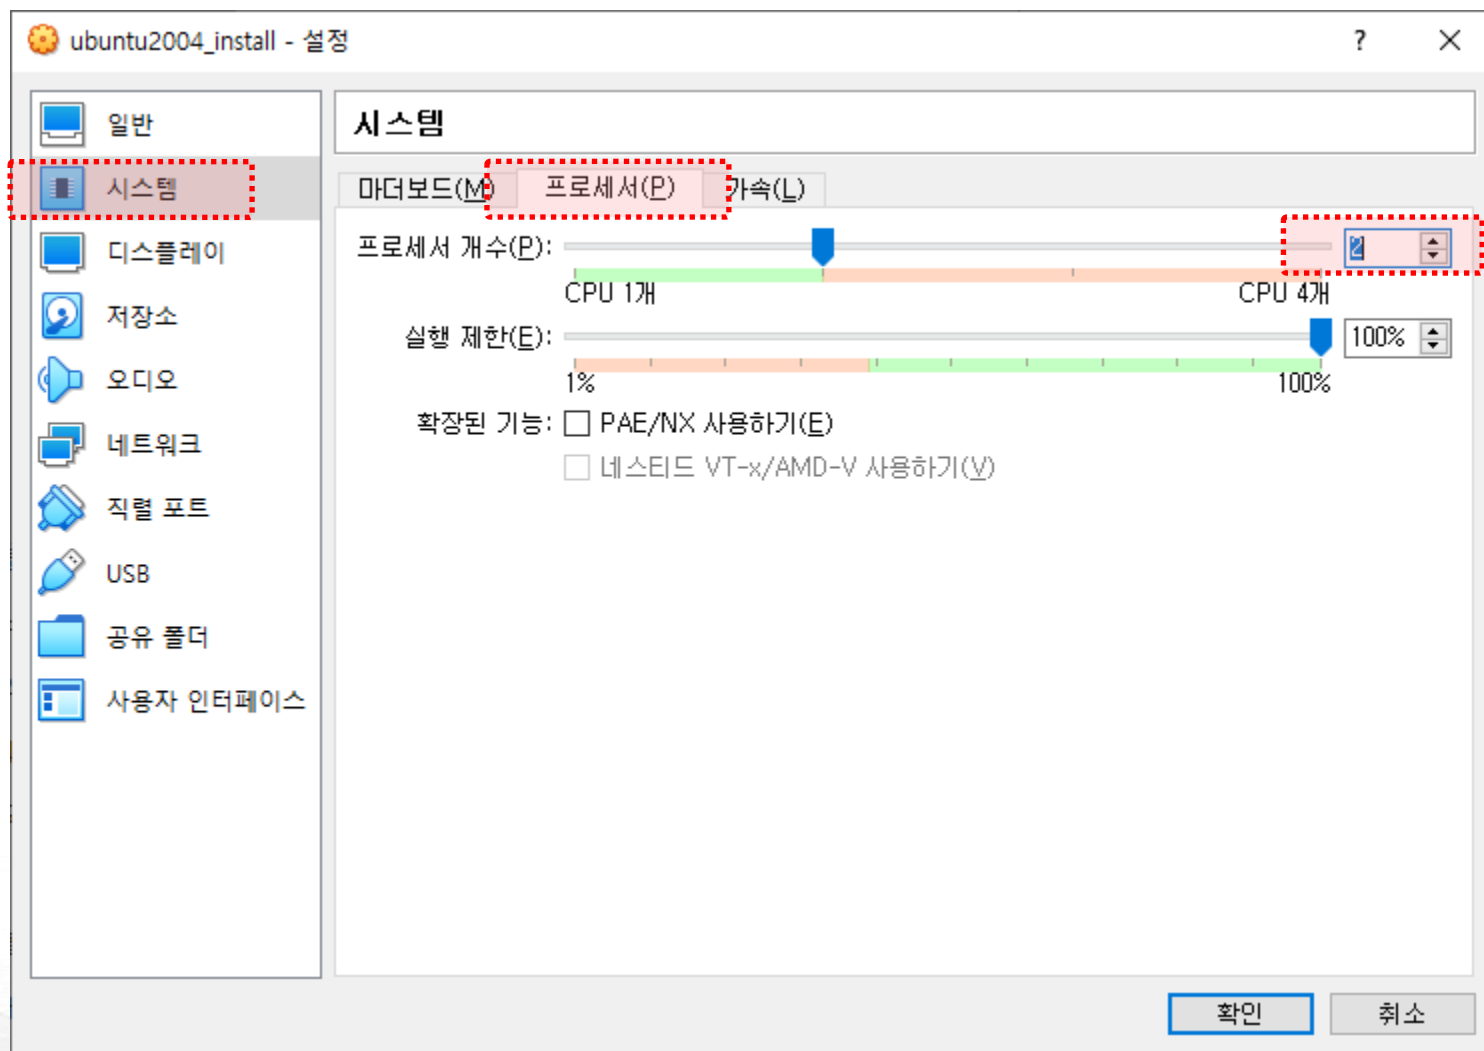 ubuntu2004_install - 설정
?
일반
시스템
디스플레이
저장소
오디오
네트워크
직렬 포트
USB
공유 폴더
사용자 인터페이스
시스템
마더보드(M) 프로세서(P) 가속(L)
프로세서 개수(P): 2
CPU 1개 CPU 4개
실행 제한(E): 100%
1% 100%
확장된 기능: PAE/NX 사용하기(E)
네스티드 VT-x/AMD-V 사용하기(V)
확인 취소